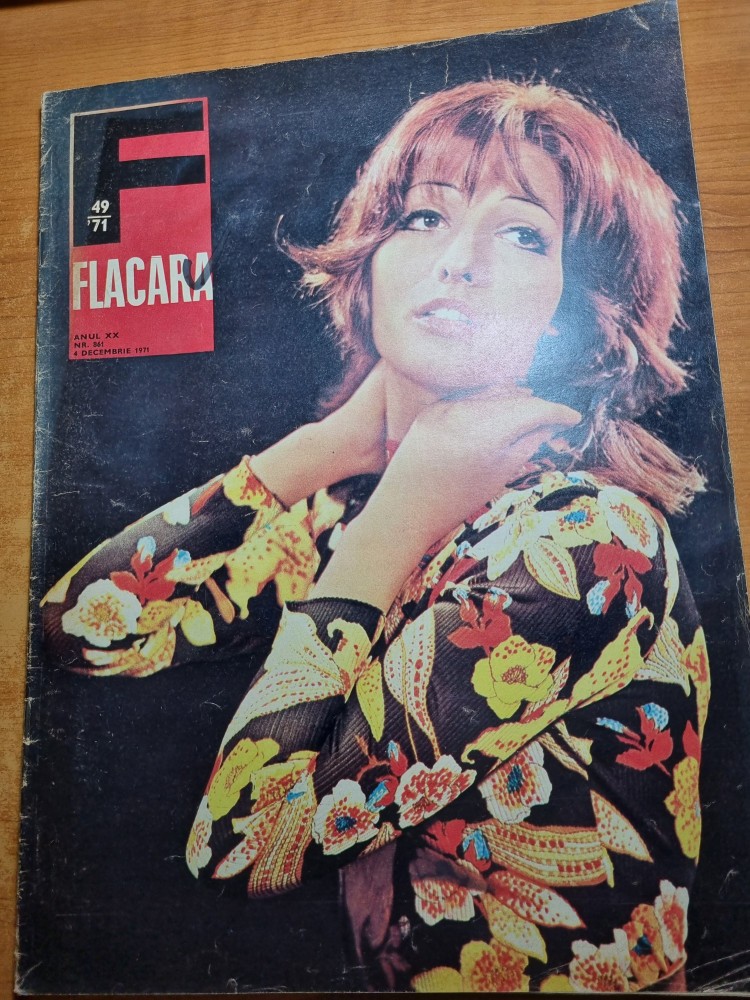 F
49
'71
FLACARA
ANUL XX
NR. 861
4 DECEMBRIE 1971